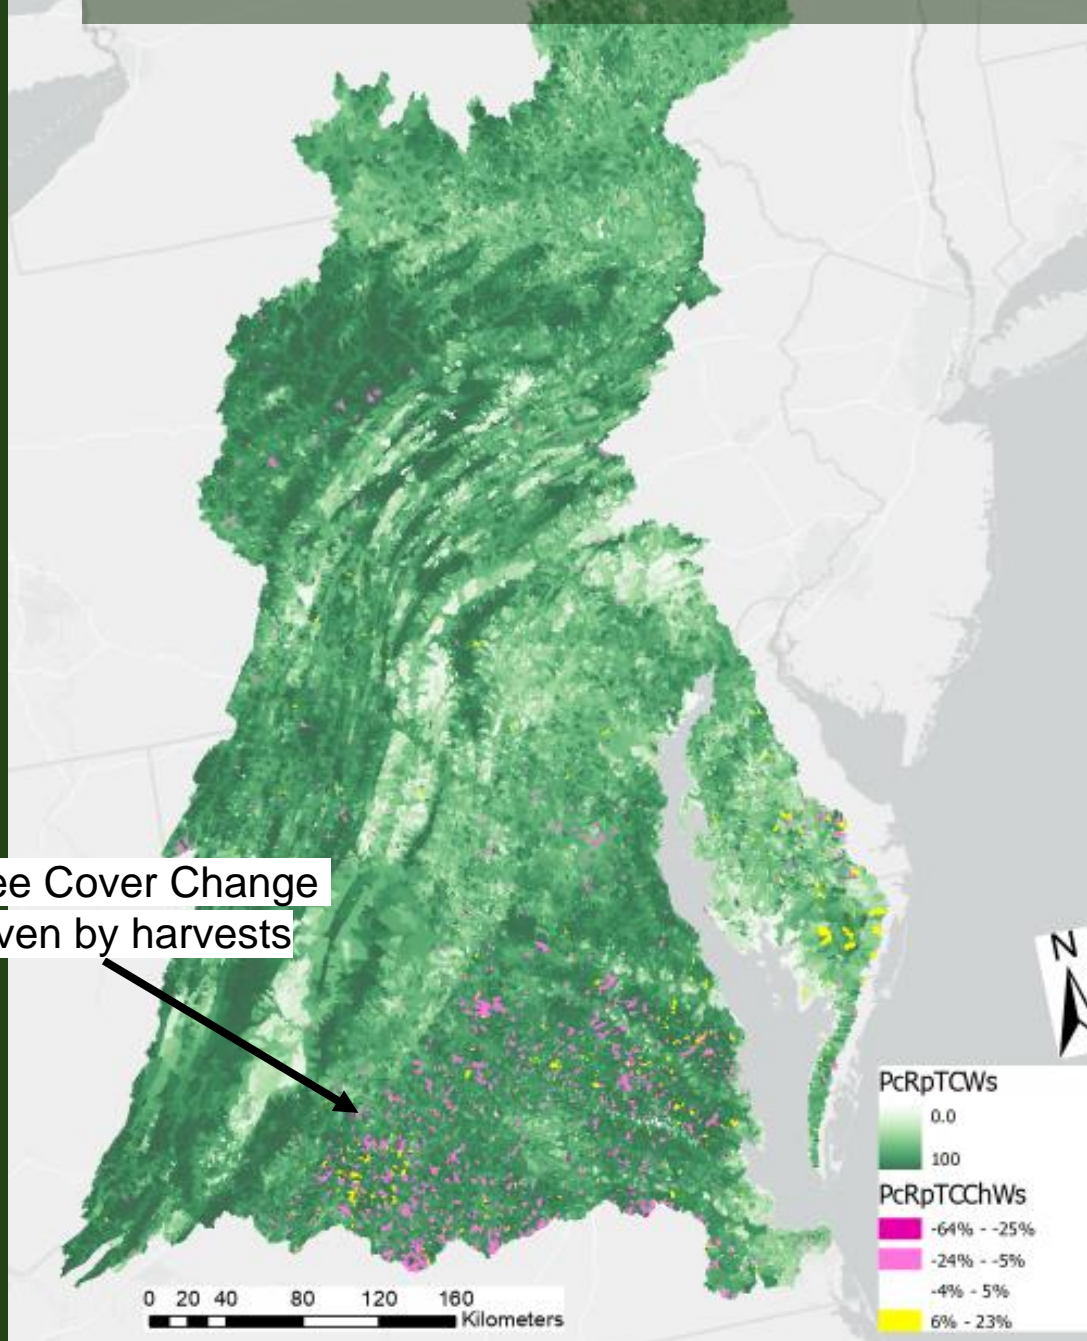 ee Cover Change
ven by harvests
N
PcRpTCWs
0.0
100
PcRpTCChWs
-64% - -25%
-24% - -5%
-4% - 5%
6% - 23%
0 20 40 80 120 160
Kilometers